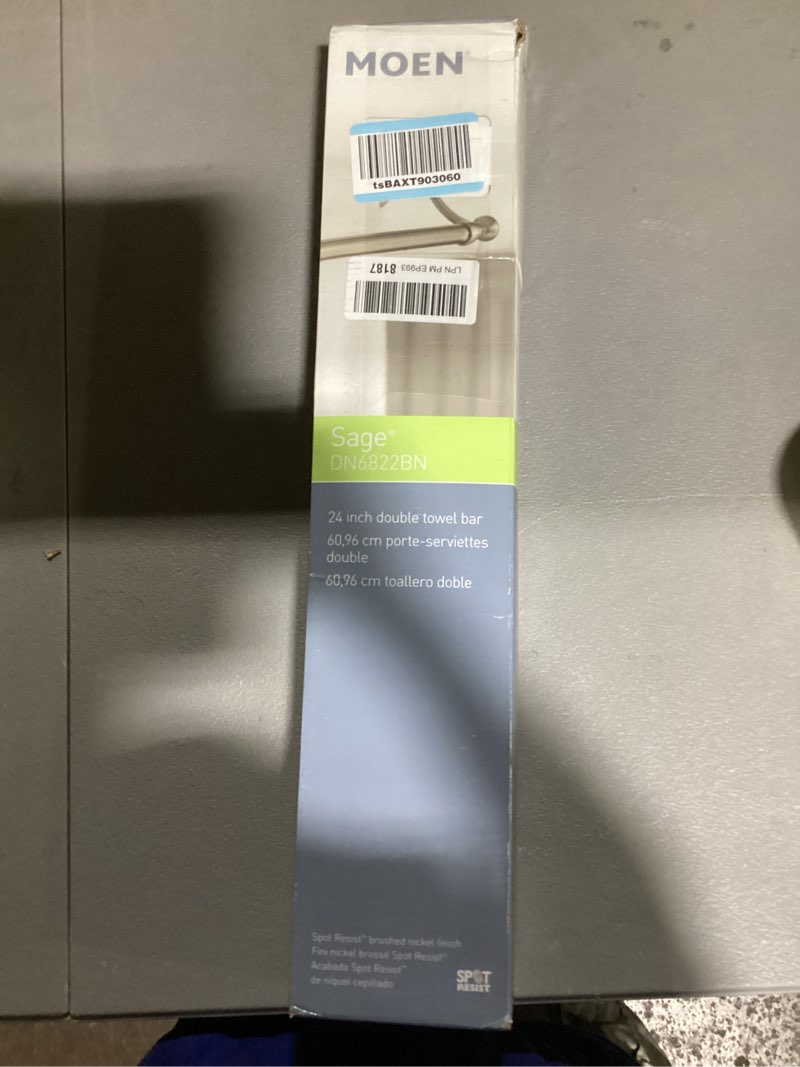 MOEN®
tsBAXT903060
LPN PM EP993 8187
Sage®
DN6822BN
24 inch double towel bar
60,96 cm porte-serviettes
double
60,96 cm toallero doble
Spot Resist™ brushed nickel finish
Fini nickel brossé Spot Resist™
Acabado Spot Resist™
de níquel cepillado
SPOT
RESIST